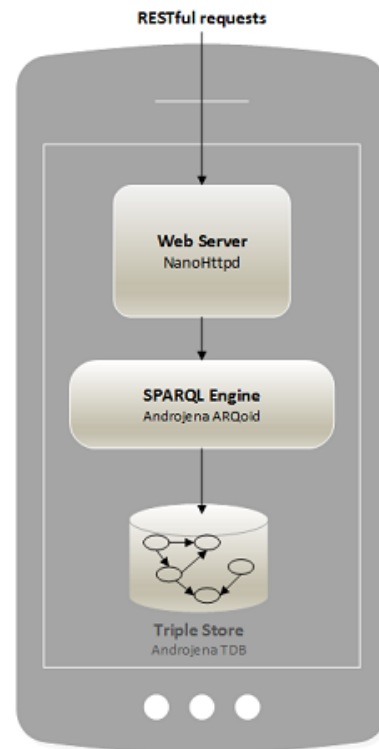 RESTful requests
Web Server
NanoHttpd
SPARQL Engine
Androjena ARQoid
Triple Store
Androjena TDB